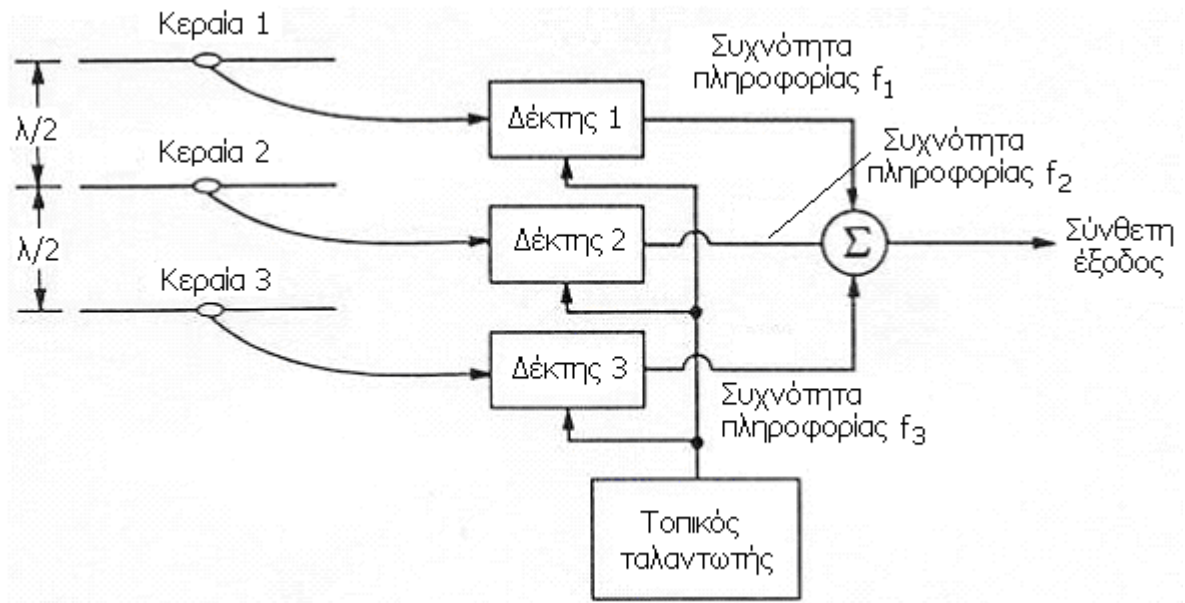 Κεραία 1
Συχνότητα
πληροφορίας f₁
λ/2
Δέκτης 1
Κεραία 2
Συχνότητα
πληροφορίας f₂
λ/2
Δέκτης 2
Σ
Σύνθετη
έξοδος
Κεραία 3
Δέκτης 3
Συχνότητα
πληροφορίας f₃
Τοπικός
ταλαντωτής